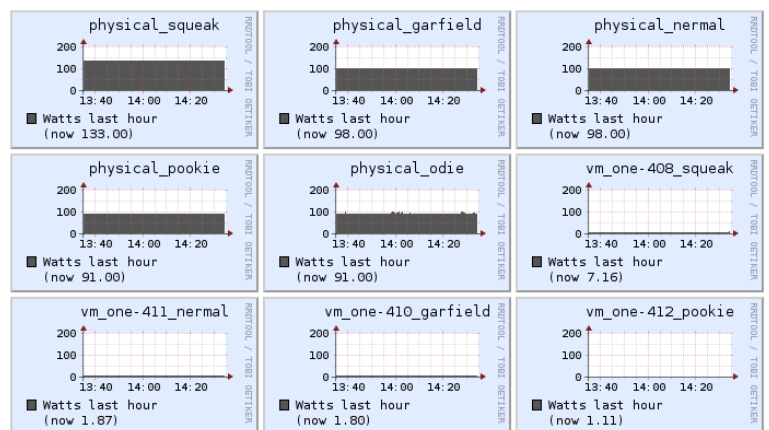 physical_squeak
200
100
0
13:40 14:00 14:20
Watts last hour
(now 133.00)
RRDTOOL / TOBI OETIKER
physical_garfield
200
100
0
13:40 14:00 14:20
Watts last hour
(now 98.00)
RRDTOOL / TOBI OETIKER
physical_nermal
200
100
0
13:40 14:00 14:20
Watts last hour
(now 98.00)
RRDTOOL / TOBI OETIKER
physical_pookie
200
100
0
13:40 14:00 14:20
Watts last hour
(now 91.00)
RRDTOOL / TOBI OETIKER
physical_odie
200
100
0
13:40 14:00 14:20
Watts last hour
(now 91.00)
RRDTOOL / TOBI OETIKER
vm_one-408_squeak
200
100
0
13:40 14:00 14:20
Watts last hour
(now 7.16)
RRDTOOL / TOBI OETIKER
vm_one-411_nermal
200
100
0
13:40 14:00 14:20
Watts last hour
(now 1.87)
RRDTOOL / TOBI OETIKER
vm_one-410_garfield
200
100
0
13:40 14:00 14:20
Watts last hour
(now 1.80)
RRDTOOL / TOBI OETIKER
vm_one-412_pookie
200
100
0
13:40 14:00 14:20
Watts last hour
(now 1.11)
RRDTOOL / TOBI OETIKER